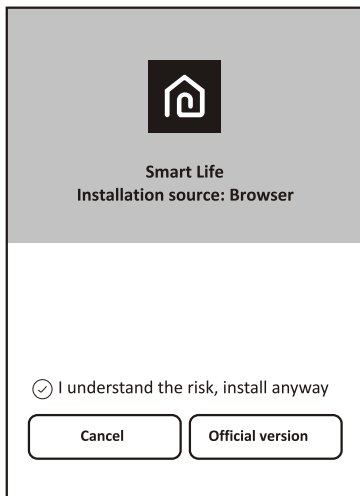 Smart Life
Installation source: Browser
I understand the risk, install anyway
Cancel
Official version